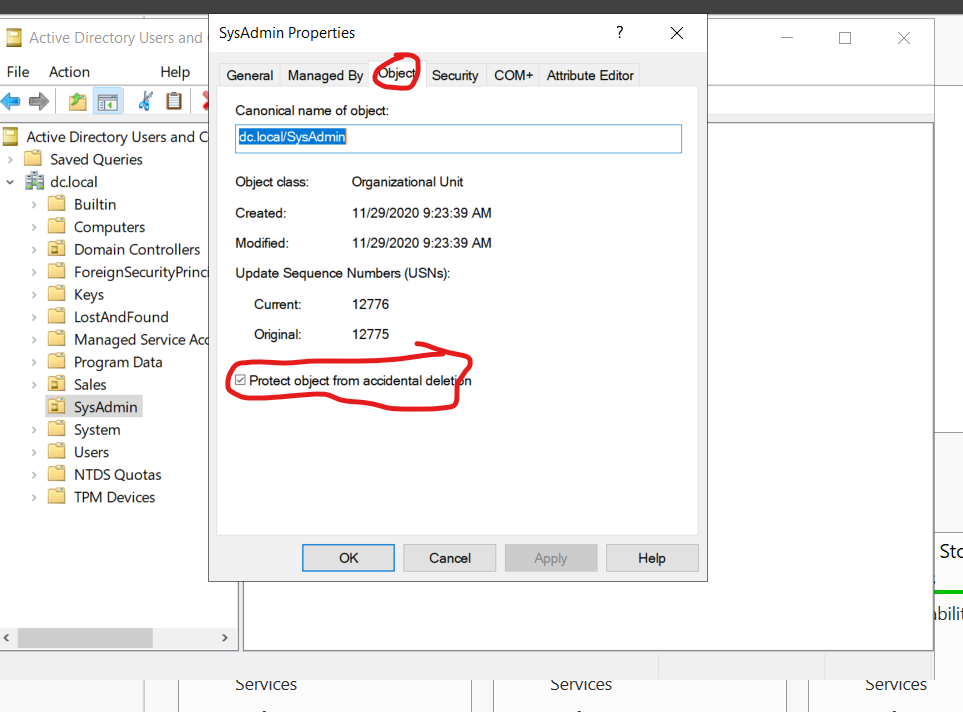 SysAdmin Properties
?
Active Directory Users and
File Action Help
General Managed By Object Security COM+ Attribute Editor
Canonical name of object:
dc.local/SysAdmin
Object class: Organizational Unit
Created: 11/29/2020 9:23:39 AM
Modified: 11/29/2020 9:23:39 AM
Update Sequence Numbers (USNs):
Current: 12776
Original: 12775
Protect object from accidental deletion
OK Cancel Apply Help
Active Directory Users and C
Saved Queries
dc.local
Builtin
Computers
Domain Controllers
ForeignSecurityPrinci
Keys
LostAndFound
Managed Service Acc
Program Data
Sales
SysAdmin
System
Users
NTDS Quotas
TPM Devices
Sto
abilit
Services Services Services